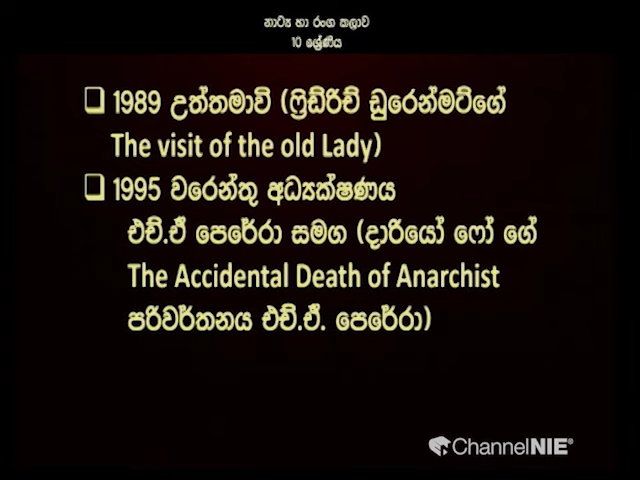 නාට්‍ය හා රංග කලාව
10 ශ්‍රේණිය
❑ 1989 උත්තමාවි (ෆ්‍රිඩ්රිච් ඩුරෙන්මට්ගේ
The visit of the old Lady)
❑ 1995 වරෙන්තු අධ්‍යක්ෂණය
එච්.ඒ පෙරේරා සමග (දාරියෝ ෆෝ ගේ
The Accidental Death of Anarchist
පරිවර්තනය එච්.ඒ. පෙරේරා)
ChannelNIE®